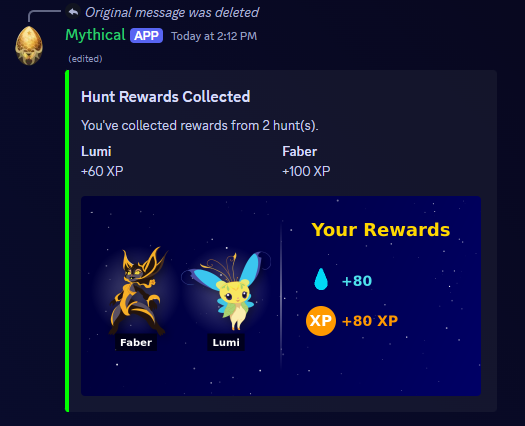 Original message was deleted
Mythical APP Today at 2:12 PM
(edited)
Hunt Rewards Collected
You've collected rewards from 2 hunt(s).
Lumi Faber
+60 XP +100 XP
Your Rewards
+80
XP +80 XP
Faber Lumi